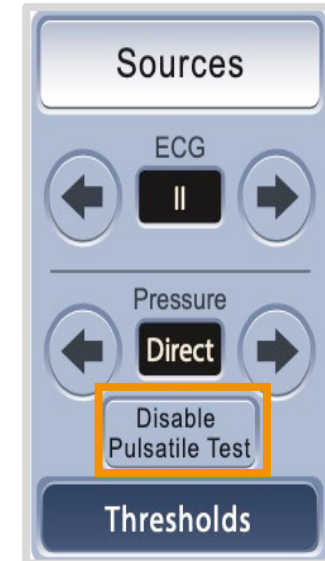 Sources
ECG
II
Pressure
Direct
Disable
Pulsatile Test
Thresholds